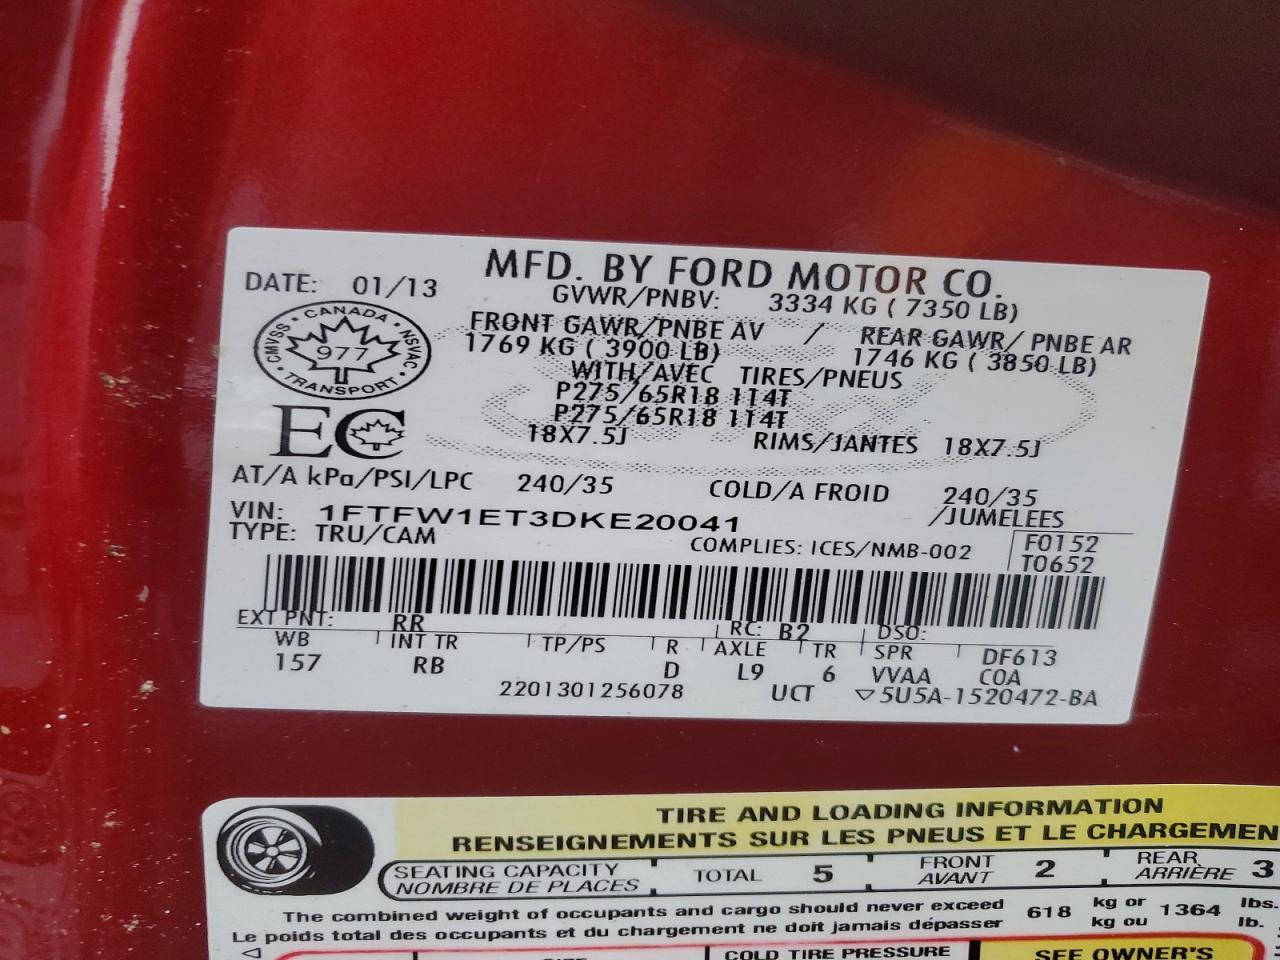 MFD. BY FORD MOTOR CO.
DATE: 01/13
GVWR/PNBV: 3334 KG ( 7350 LB)
CANADA
CMVSS NSVAC
977
TRANSPORT
FRONT GAWR/PNBE AV / REAR GAWR/ PNBE AR
1769 KG ( 3900 LB) 1746 KG ( 3850 LB)
WITH/AVEC TIRES/PNEUS
P275/65R18 114T
P275/65R18 114T
18X7.5J RIMS/JANTES 18X7.5J
EC
AT/A kPa/PSI/LPC 240/35 COLD/A FROID 240/35
VIN: 1FTFW1ET3DKE20041 /JUMELEES
TYPE: TRU/CAM COMPLIES: ICES/NMB-002 F0152
T0652
EXT PNT: RR RC: B2 DSO:
WB INT TR TP/PS R AXLE TR SPR DF613
157 RB D L9 6 VVAA COA
2201301256078 UCT ▽5U5A-1520472-BA
TIRE AND LOADING INFORMATION
RENSEIGNEMENTS SUR LES PNEUS ET LE CHARGEMEN
SEATING CAPACITY TOTAL 5 FRONT 2 REAR 3
NOMBRE DE PLACES AVANT ARRIÈRE
The combined weight of occupants and cargo should never exceed 618 kg or 1364 lbs.
Le poids total des occupants et du chargement ne doit jamais dépasser kg ou lb.
COLD TIRE PRESSURE SEE OWNER'S